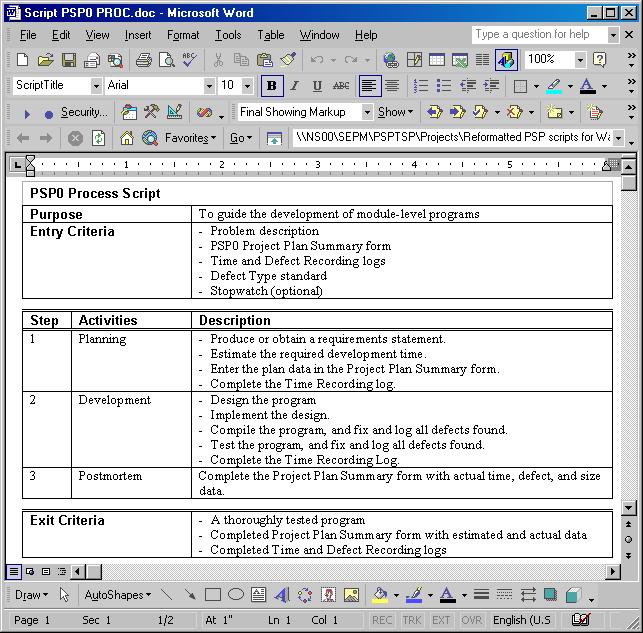 Script PSP0 PROC.doc - Microsoft Word
File Edit View Insert Format Tools Table Window Help Type a question for help
100%
ScriptTitle Arial 10 B I U ABC
Security... Final Showing Markup Show
Favorites Go \\NS00\SEPM\PSPTSP\Projects\Reformatted PSP scripts for Wa
1 2 3 4 5
PSP0 Process Script
Purpose To guide the development of module-level programs
Entry Criteria - Problem description
- PSP0 Project Plan Summary form
- Time and Defect Recording logs
- Defect Type standard
- Stopwatch (optional)
Step Activities Description
1 Planning - Produce or obtain a requirements statement.
- Estimate the required development time.
- Enter the plan data in the Project Plan Summary form.
- Complete the Time Recording log.
2 Development - Design the program
- Implement the design.
- Compile the program, and fix and log all defects found.
- Test the program, and fix and log all defects found.
- Complete the Time Recording Log.
3 Postmortem Complete the Project Plan Summary form with actual time, defect, and size
data.
Exit Criteria - A thoroughly tested program
- Completed Project Plan Summary form with estimated and actual data
- Completed Time and Defect Recording logs
Draw AutoShapes
Page 1 Sec 1 1/2 At 1" Ln 1 Col 1 REC TRK EXT OVR English (U.S